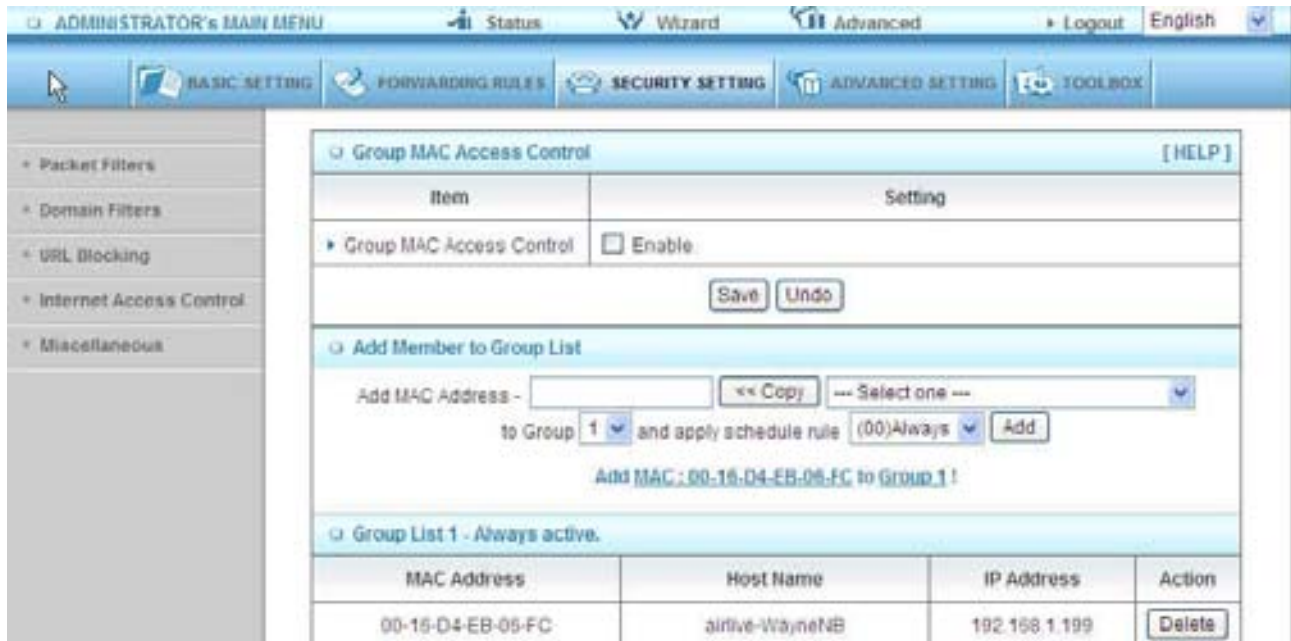 ADMINISTRATOR's MAIN MENU Status Wizard Advanced Logout English
BASIC SETTING FORWARDING RULES SECURITY SETTING ADVANCED SETTING TOOLBOX
Packet Filters
Domain Filters
URL Blocking
Internet Access Control
Miscellaneous
Group MAC Access Control [HELP]
Item Setting
Group MAC Access Control Enable
Save Undo
Add Member to Group List
Add MAC Address - << Copy --- Select one ---
to Group 1 and apply schedule rule (00)Always Add
Add MAC : 00-16-D4-EB-06-FC to Group 1 !
Group List 1 - Always active.
MAC Address Host Name IP Address Action
00-16-D4-EB-06-FC airlive-WayneNB 192.168.1.199 Delete